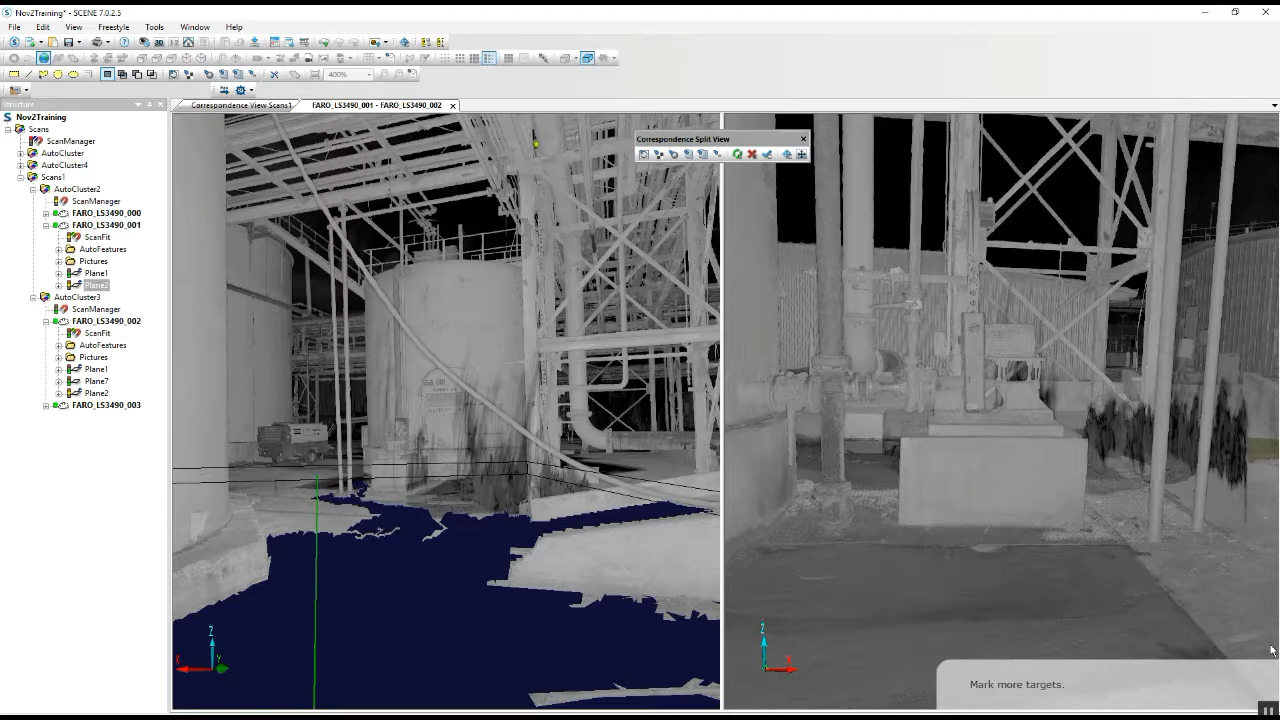 Nov2Training* - SCENE 7.0.2.5
File Edit View Freestyle Tools Window Help
400%
Structure
Correspondence View Scans1
FARO_LS3490_001 - FARO_LS3490_002
Nov2Training
Scans
ScanManager
AutoCluster
AutoCluster4
Scans1
AutoCluster2
ScanManager
FARO_LS3490_000
FARO_LS3490_001
ScanFit
AutoFeatures
Pictures
Plane1
Plane2
AutoCluster3
ScanManager
FARO_LS3490_002
ScanFit
AutoFeatures
Pictures
Plane1
Plane7
Plane2
FARO_LS3490_003
Correspondence Split View
Z
X
Y
Z
Mark more targets.